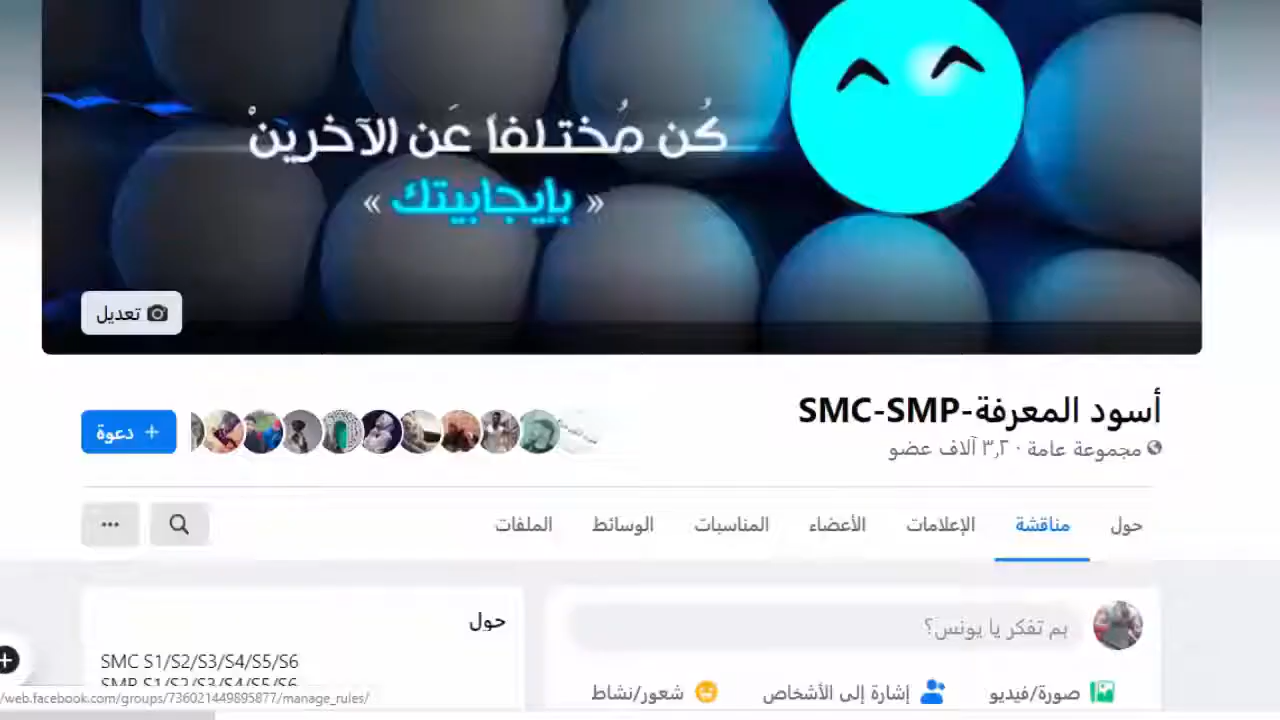 كُن مُختلفاً عَن الآخرينْ
« بإيجابيتك »
تعديل
أسود المعرفة-SMC-SMP
مجموعة عامة · ٣٫٢ آلاف عضو
+ دعوة
حول
مناقشة
الإعلامات
الأعضاء
المناسبات
الوسائط
الملفات
بم تفكر يا يونس؟
صورة/فيديو
إشارة إلى الأشخاص
شعور/نشاط
حول
SMC S1/S2/S3/S4/S5/S6
SMP S1/S2/S3/S4/S5/S6
/web.facebook.com/groups/736021449895877/manage_rules/